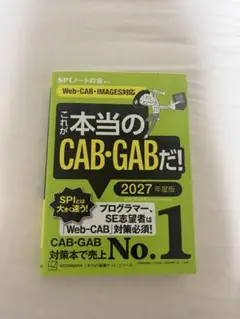 SPIノートの会
Web-CAB・IMAGES対応
これが
本当の
CAB・GABだ!
2027年度版
SPIとは
大きく違う!
プログラマー、
SE志望者は
「Web-CAB」対策必須!
CAB・GAB
対策本で売上
No.1